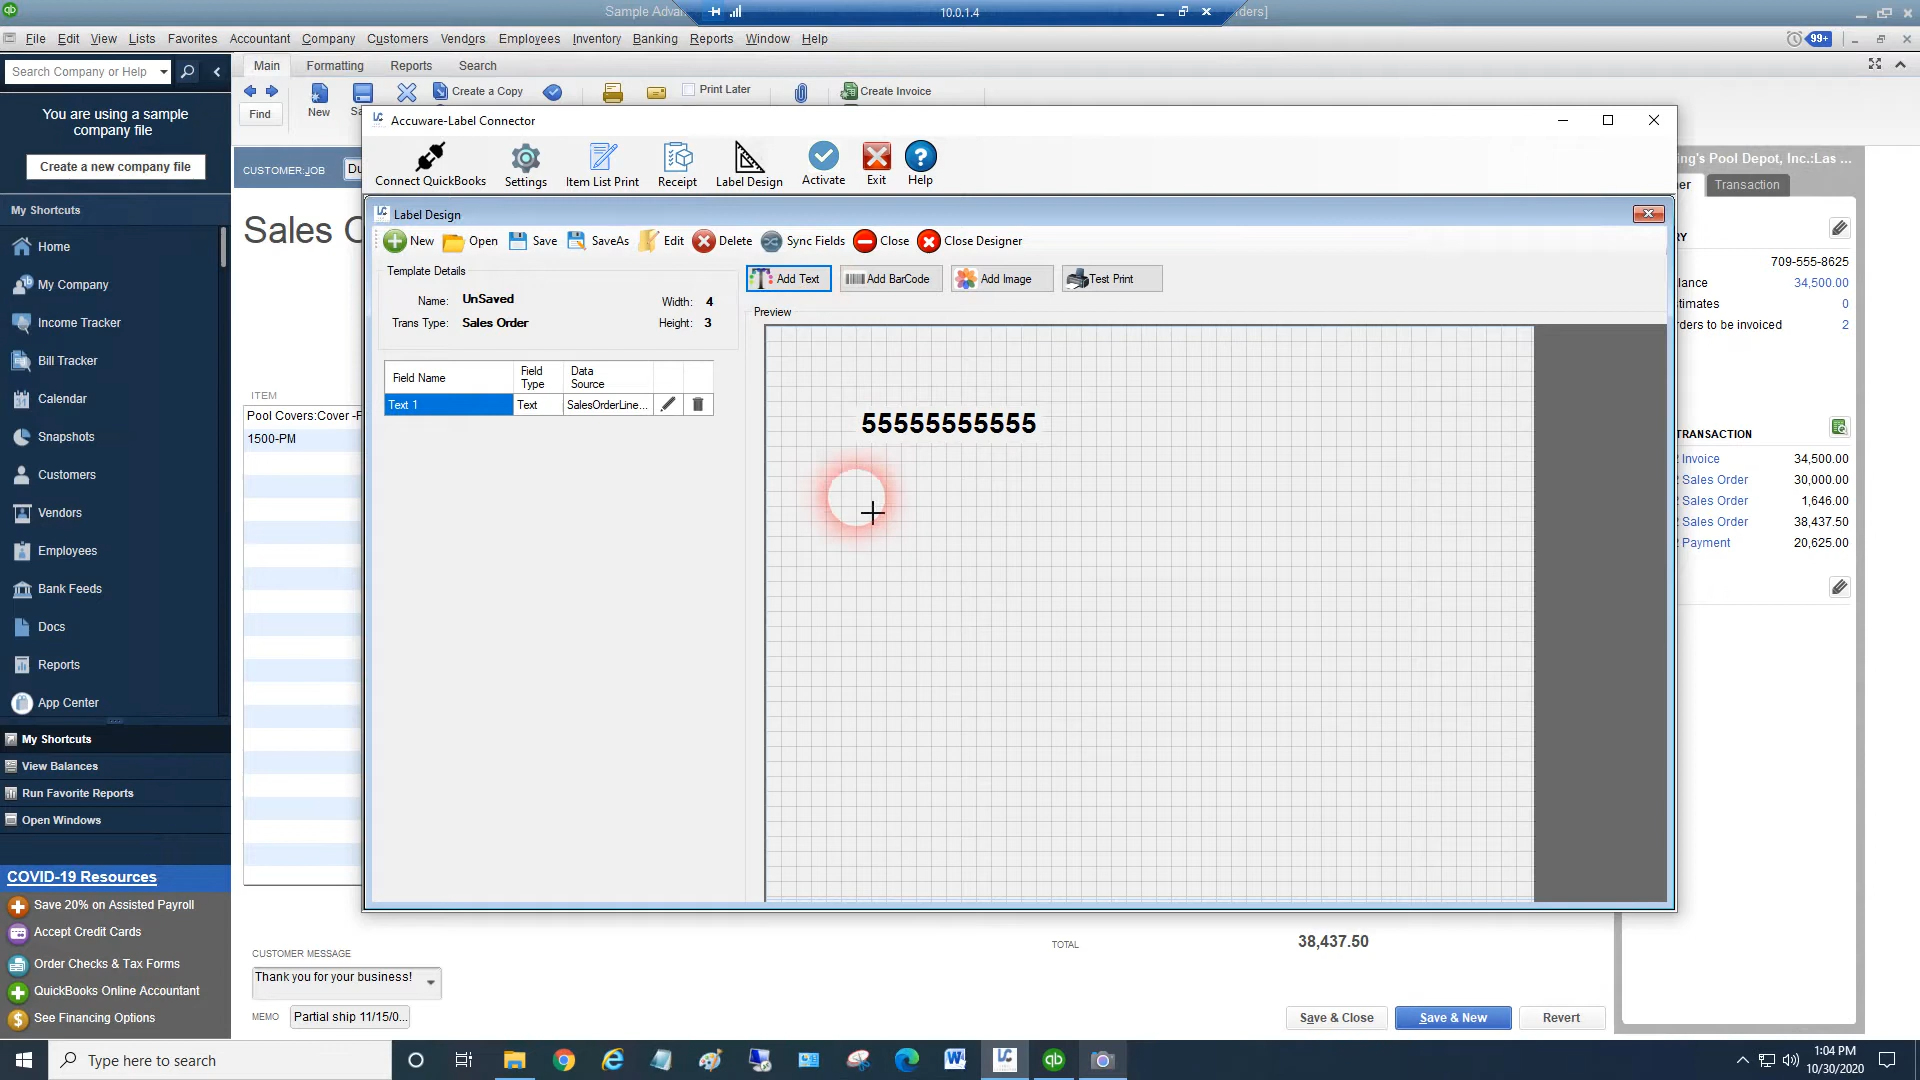 Sample Adva
10.0.1.4
ders]
File Edit View Lists Favorites Accountant Company Customers Vendors Employees Inventory Banking Reports Window Help
99+
Search Company or Help
Main Formatting Reports Search
Find
New
Create a Copy
Print Later
Create Invoice
You are using a sample
company file
Create a new company file
CUSTOMER:JOB
Du
Sales O
My Shortcuts
Home
My Company
Income Tracker
Bill Tracker
Calendar
Snapshots
Customers
Vendors
Employees
Bank Feeds
Docs
Reports
App Center
My Shortcuts
View Balances
Run Favorite Reports
Open Windows
COVID-19 Resources
Save 20% on Assisted Payroll
Accept Credit Cards
Order Checks & Tax Forms
QuickBooks Online Accountant
See Financing Options
ITEM
Pool Covers:Cover -P
1500-PM
Accuware-Label Connector
Connect QuickBooks
Settings
Item List Print
Receipt
Label Design
Activate
Exit
Help
Label Design
New Open Save SaveAs Edit Delete Sync Fields Close Close Designer
Template Details
Name: UnSaved Width: 4
Trans Type: Sales Order Height: 3
Add Text Add BarCode Add Image Test Print
Preview
Field Name Field Type Data Source
Text 1 Text SalesOrderLine...
55555555555
ng's Pool Depot, Inc.:Las ...
er Transaction
RY
709-555-8625
lance 34,500.00
stimates 0
rders to be invoiced 2
TRANSACTION
Invoice 34,500.00
Sales Order 30,000.00
Sales Order 1,646.00
Sales Order 38,437.50
Payment 20,625.00
CUSTOMER MESSAGE
Thank you for your business!
MEMO Partial ship 11/15/0...
TOTAL 38,437.50
Save & Close Save & New Revert
Type here to search
1:04 PM
10/30/2020